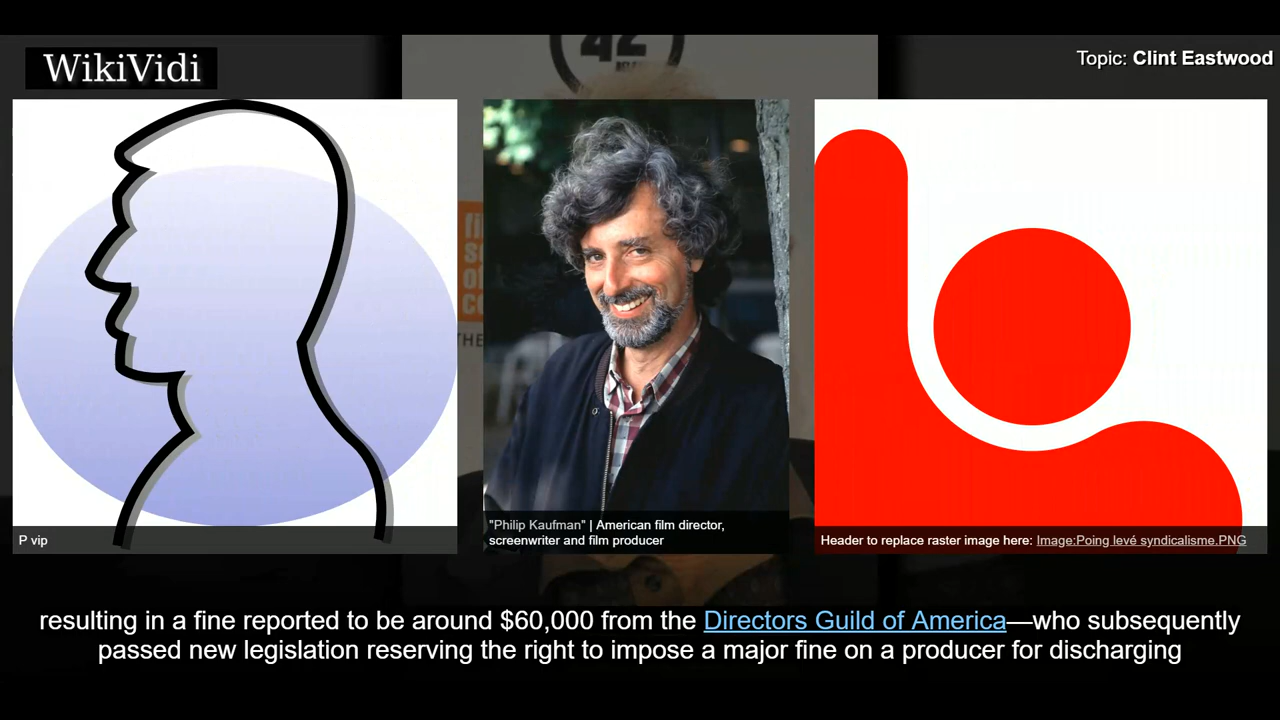 42
WikiVidi
Topic: Clint Eastwood
P vip
"Philip Kaufman" | American film director,
screenwriter and film producer
Header to replace raster image here: Image:Poing levé syndicalisme.PNG
resulting in a fine reported to be around $60,000 from the Directors Guild of America—who subsequently
passed new legislation reserving the right to impose a major fine on a producer for discharging